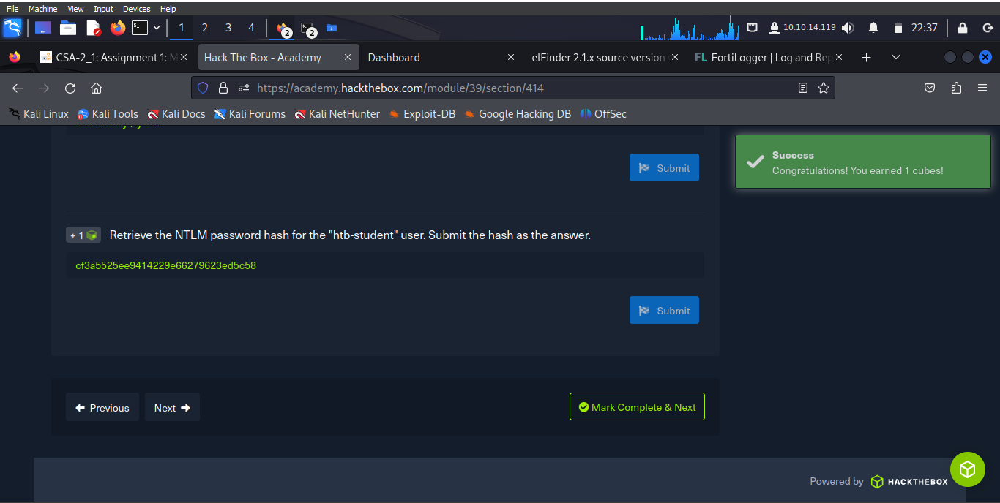 File Machine View Input Devices Help
1 2 3 4 2 2 10.10.14.119 22:37
CSA-2_1: Assignment 1: M Hack The Box - Academy Dashboard elFinder 2.1.x source version FL FortiLogger | Log and Rep
https://academy.hackthebox.com/module/39/section/414
Kali Linux Kali Tools Kali Docs Kali Forums Kali NetHunter Exploit-DB Google Hacking DB OffSec
Submit
Success
Congratulations! You earned 1 cubes!
+ 1 Retrieve the NTLM password hash for the "htb-student" user. Submit the hash as the answer.
cf3a5525ee9414229e66279623ed5c58
Submit
Previous Next Mark Complete & Next
Powered by HACKTHEBOX